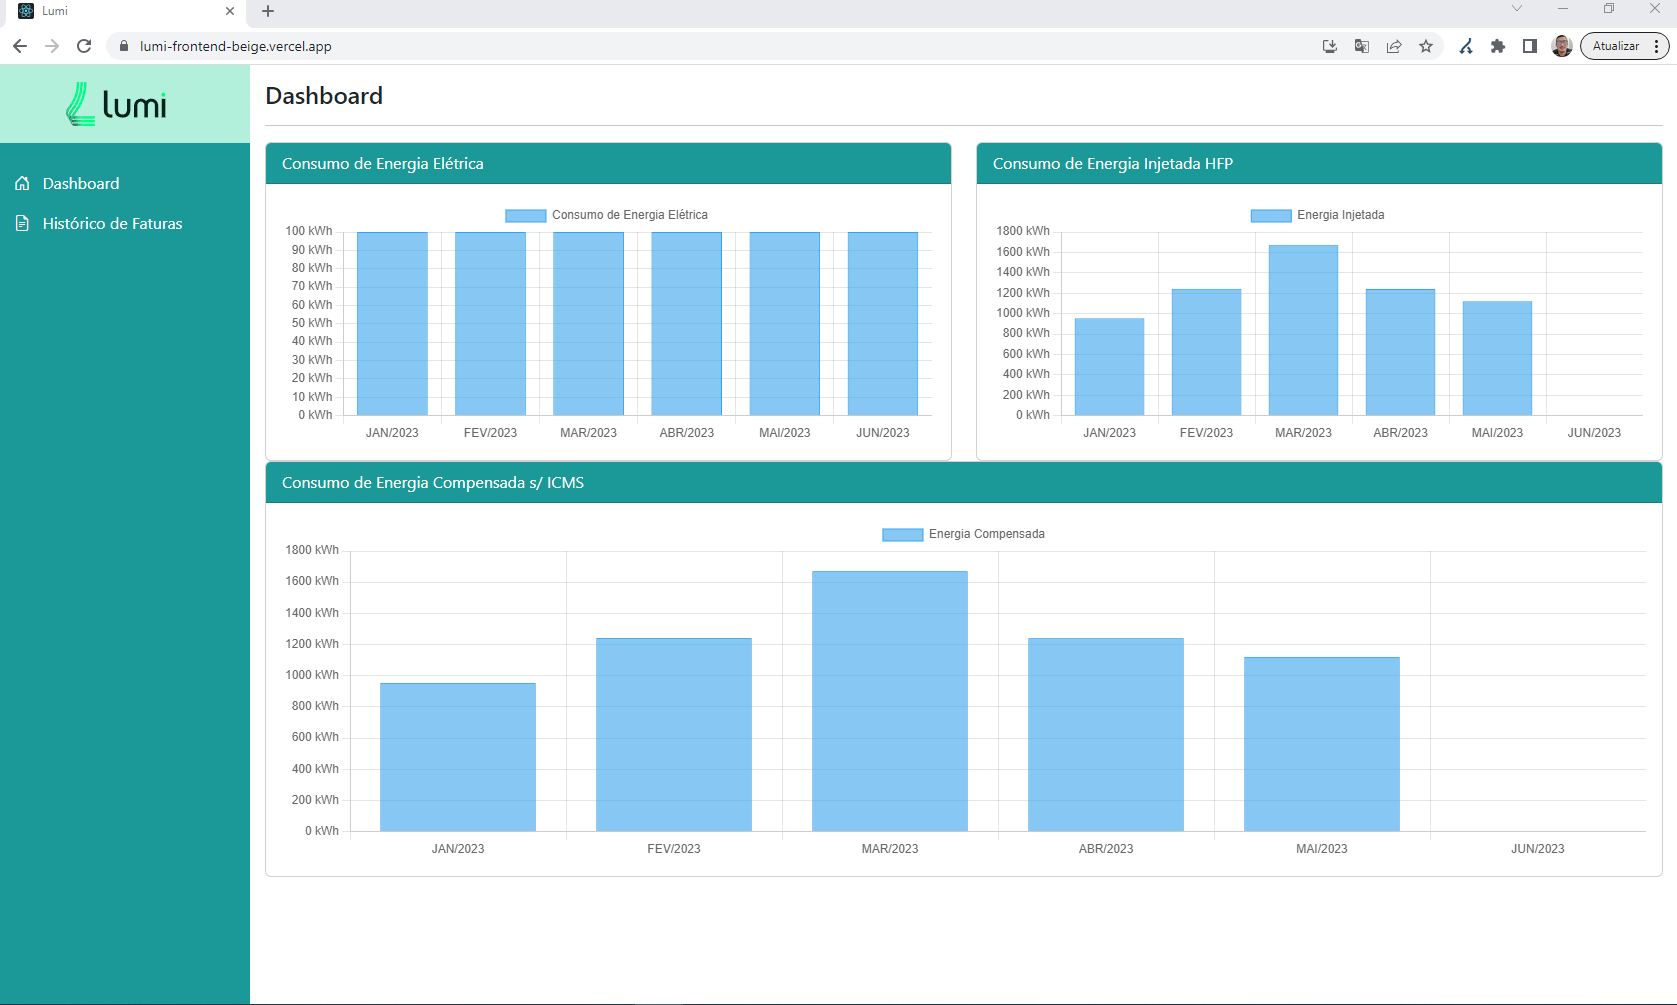 Lumi
lumi-frontend-beige.vercel.app
Atualizar
lumi
Dashboard
Histórico de Faturas
Dashboard
Consumo de Energia Elétrica
Consumo de Energia Elétrica
100 kWh
90 kWh
80 kWh
70 kWh
60 kWh
50 kWh
40 kWh
30 kWh
20 kWh
10 kWh
0 kWh
JAN/2023 FEV/2023 MAR/2023 ABR/2023 MAI/2023 JUN/2023
Consumo de Energia Injetada HFP
Energia Injetada
1800 kWh
1600 kWh
1400 kWh
1200 kWh
1000 kWh
800 kWh
600 kWh
400 kWh
200 kWh
0 kWh
JAN/2023 FEV/2023 MAR/2023 ABR/2023 MAI/2023 JUN/2023
Consumo de Energia Compensada s/ ICMS
Energia Compensada
1800 kWh
1600 kWh
1400 kWh
1200 kWh
1000 kWh
800 kWh
600 kWh
400 kWh
200 kWh
0 kWh
JAN/2023 FEV/2023 MAR/2023 ABR/2023 MAI/2023 JUN/2023